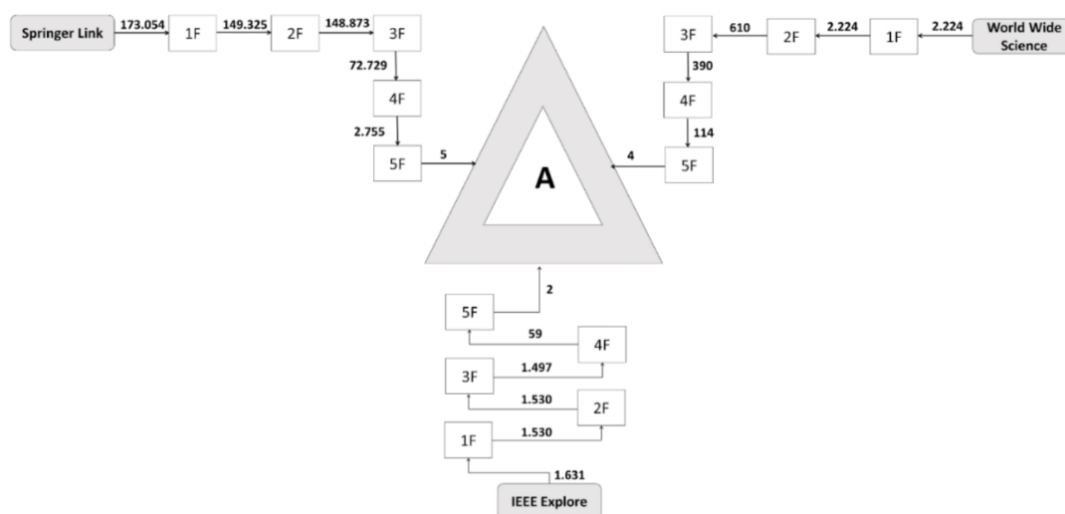 Springer Link
173.054
1F
149.325
2F
148.873
3F
72.729
4F
2.755
5F
5
World Wide
Science
2.224
1F
2.224
2F
610
3F
390
4F
114
5F
4
A
2
5F
59
4F
3F
1.497
1.530
2F
1F
1.530
1.631
IEEE Explore